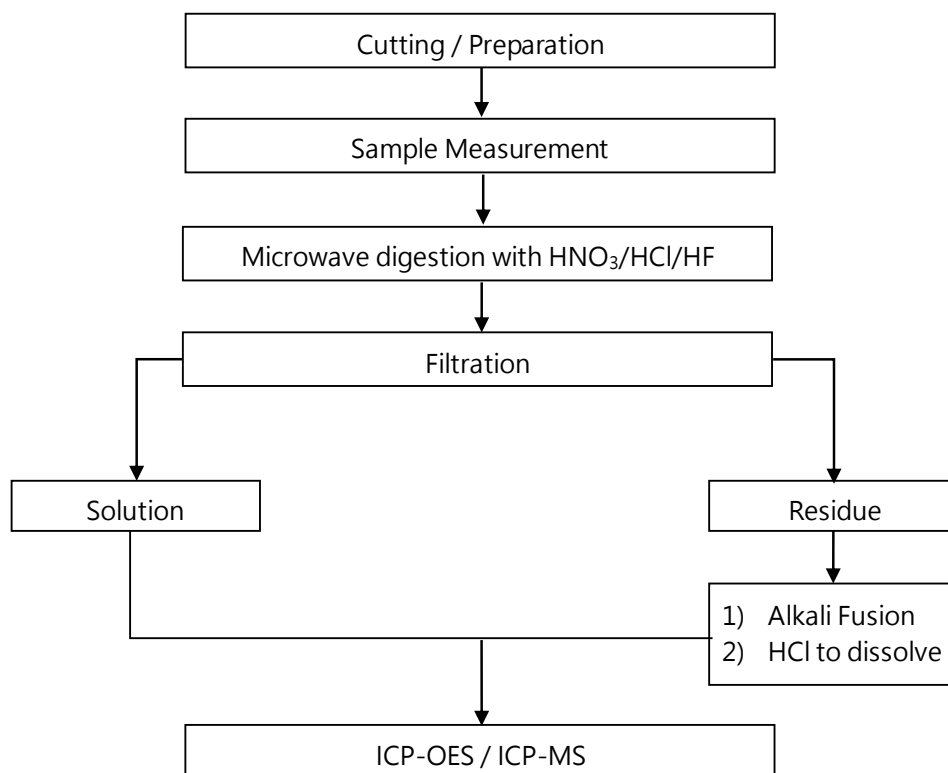 Cutting / Preparation
Sample Measurement
Microwave digestion with HNO₃/HCl/HF
Filtration
Solution
Residue
1) Alkali Fusion
2) HCl to dissolve
ICP-OES / ICP-MS